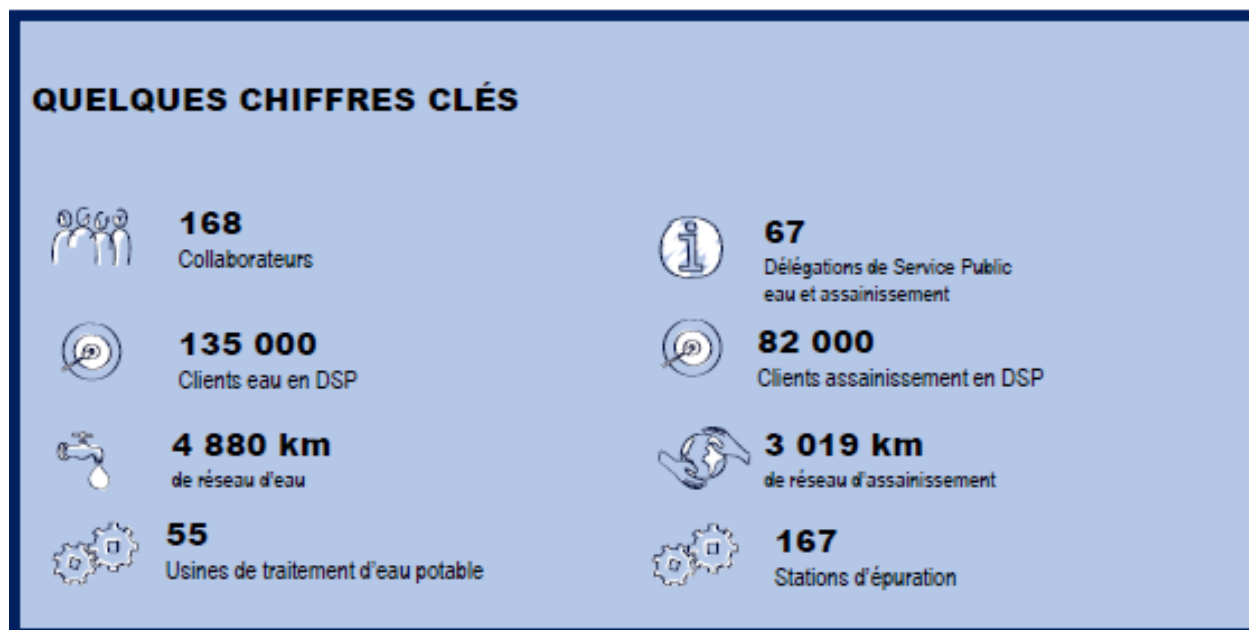 QUELQUES CHIFFRES CLÉS
168
Collaborateurs
67
Délégations de Service Public
eau et assainissement
135 000
Clients eau en DSP
82 000
Clients assainissement en DSP
4 880 km
de réseau d'eau
3 019 km
de réseau d'assainissement
55
Usines de traitement d'eau potable
167
Stations d'épuration